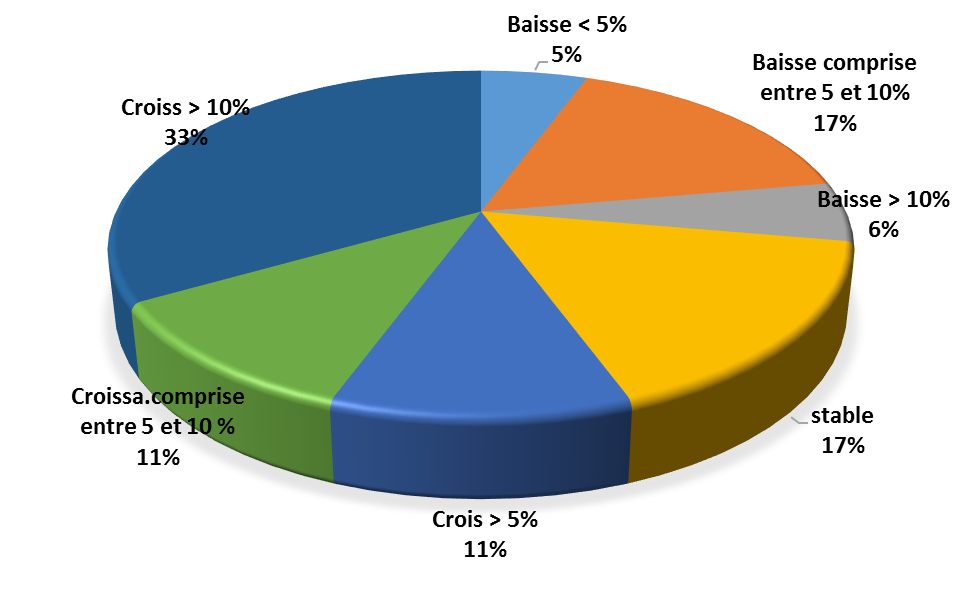 Baisse < 5%
5%
Baisse comprise
entre 5 et 10%
17%
Baisse > 10%
6%
stable
17%
Crois > 5%
11%
Croissa.comprise
entre 5 et 10 %
11%
Croiss > 10%
33%